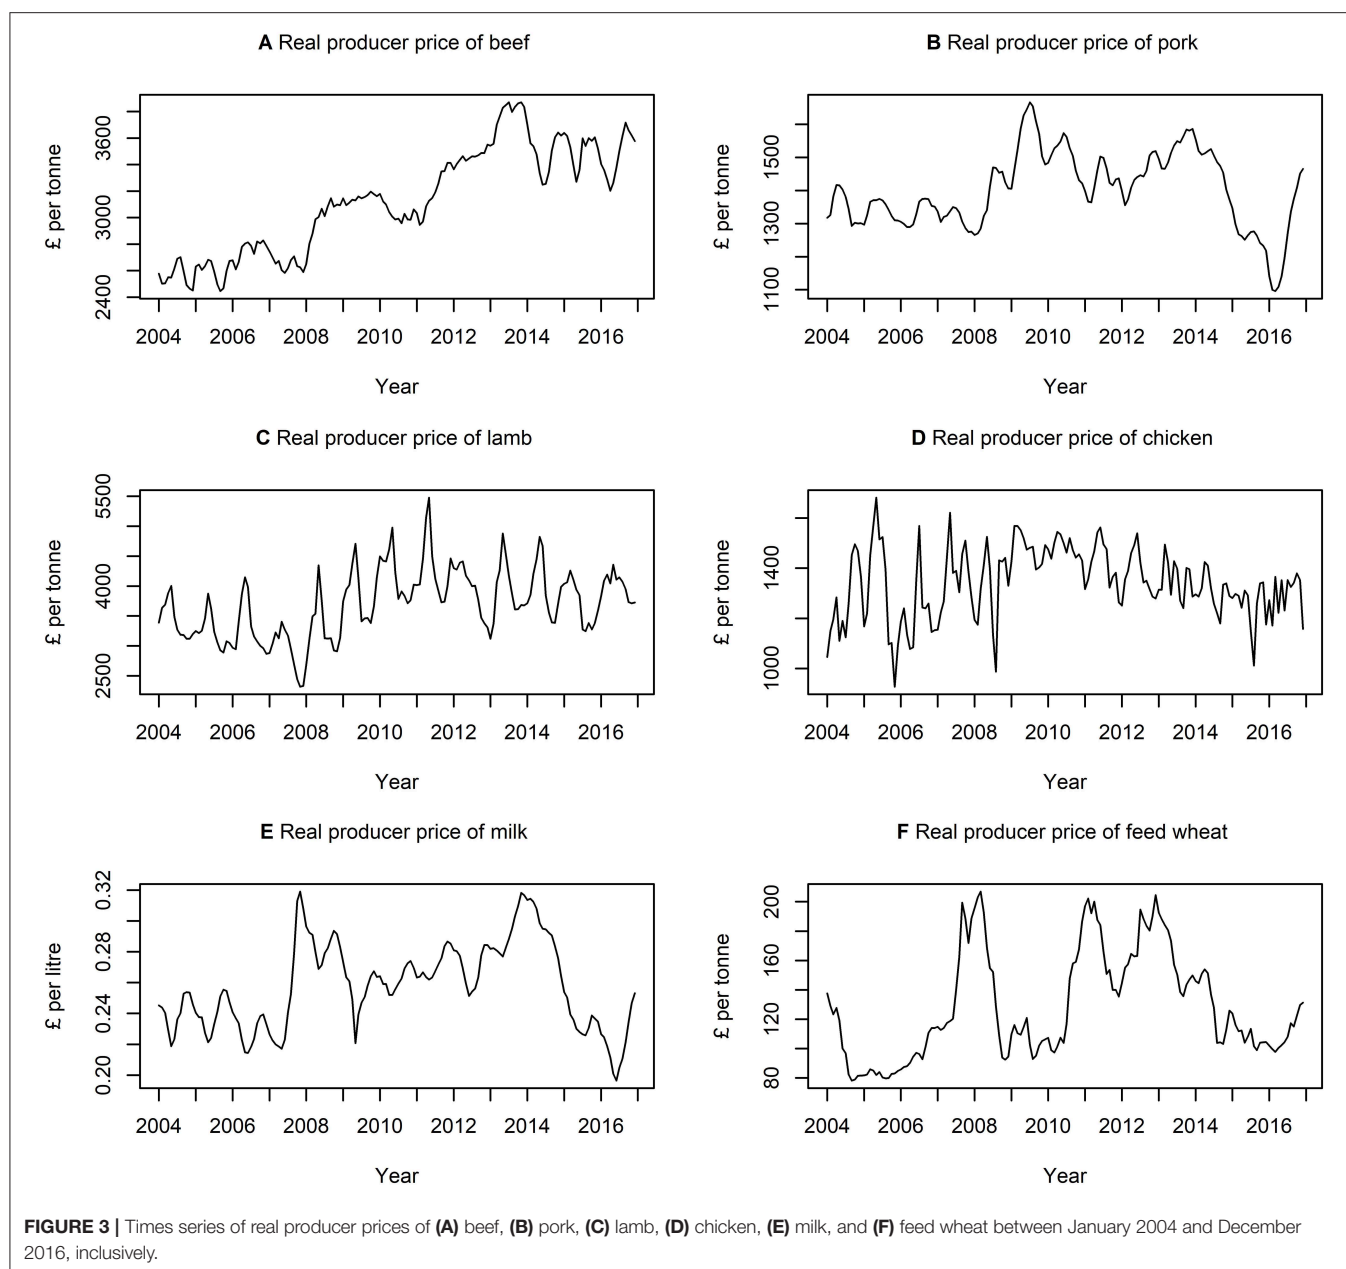 A Real producer price of beef
£ per tonne
3600
3000
2400
2004 2006 2008 2010 2012 2014 2016
Year
B Real producer price of pork
£ per tonne
1500
1300
1100
2004 2006 2008 2010 2012 2014 2016
Year
C Real producer price of lamb
£ per tonne
5500
4000
2500
2004 2006 2008 2010 2012 2014 2016
Year
D Real producer price of chicken
£ per tonne
1400
1000
2004 2006 2008 2010 2012 2014 2016
Year
E Real producer price of milk
£ per litre
0.32
0.28
0.24
0.20
2004 2006 2008 2010 2012 2014 2016
Year
F Real producer price of feed wheat
£ per tonne
200
160
120
80
2004 2006 2008 2010 2012 2014 2016
Year
FIGURE 3 | Times series of real producer prices of (A) beef, (B) pork, (C) lamb, (D) chicken, (E) milk, and (F) feed wheat between January 2004 and December
2016, inclusively.